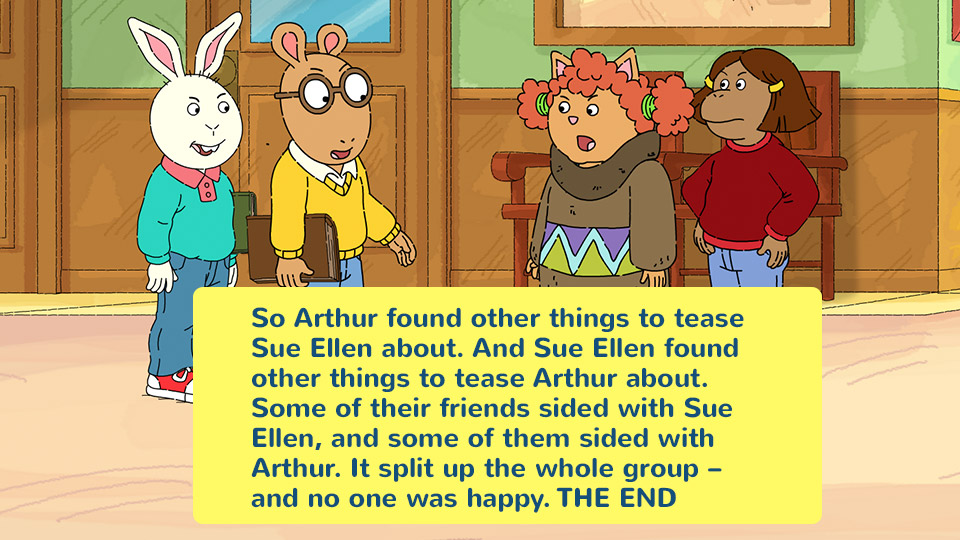 So Arthur found other things to tease
Sue Ellen about. And Sue Ellen found
other things to tease Arthur about.
Some of their friends sided with Sue
Ellen, and some of them sided with
Arthur. It split up the whole group –
and no one was happy. THE END